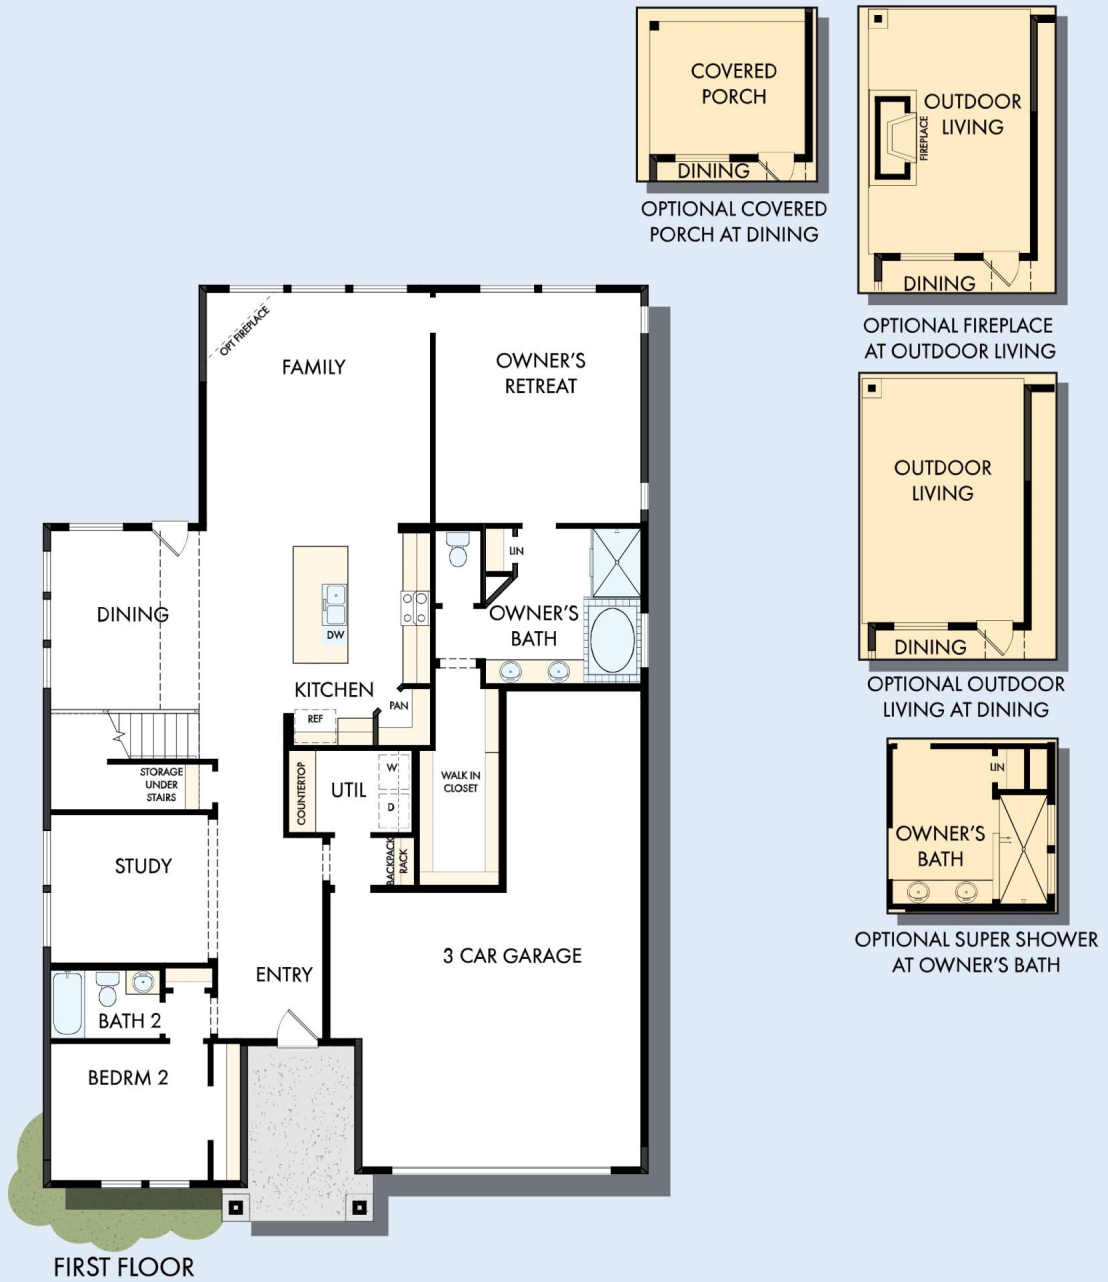 COVERED
PORCH
DINING
OPTIONAL COVERED
PORCH AT DINING
OUTDOOR
LIVING
FIREPLACE
DINING
OPTIONAL FIREPLACE
AT OUTDOOR LIVING
OUTDOOR
LIVING
DINING
OPTIONAL OUTDOOR
LIVING AT DINING
LIN
OWNER'S
BATH
OPTIONAL SUPER SHOWER
AT OWNER'S BATH
OPT FIREPLACE
FAMILY
OWNER'S
RETREAT
LIN
DINING
OWNER'S
BATH
DW
KITCHEN
PAN
REF
STORAGE
UNDER
STAIRS
COUNTERTOP
UTIL
W
D
WALK IN
CLOSET
BACKPACK
RACK
STUDY
3 CAR GARAGE
ENTRY
BATH 2
BEDRM 2
FIRST FLOOR